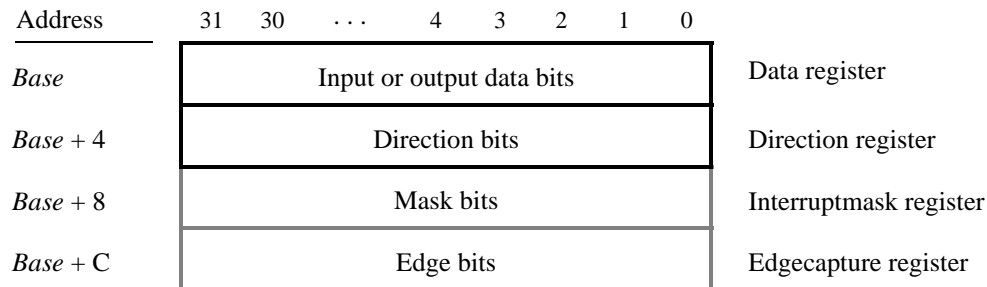 Address 31 30 . . . 4 3 2 1 0
Base Input or output data bits Data register
Base + 4 Direction bits Direction register
Base + 8 Mask bits Interruptmask register
Base + C Edge bits Edgecapture register